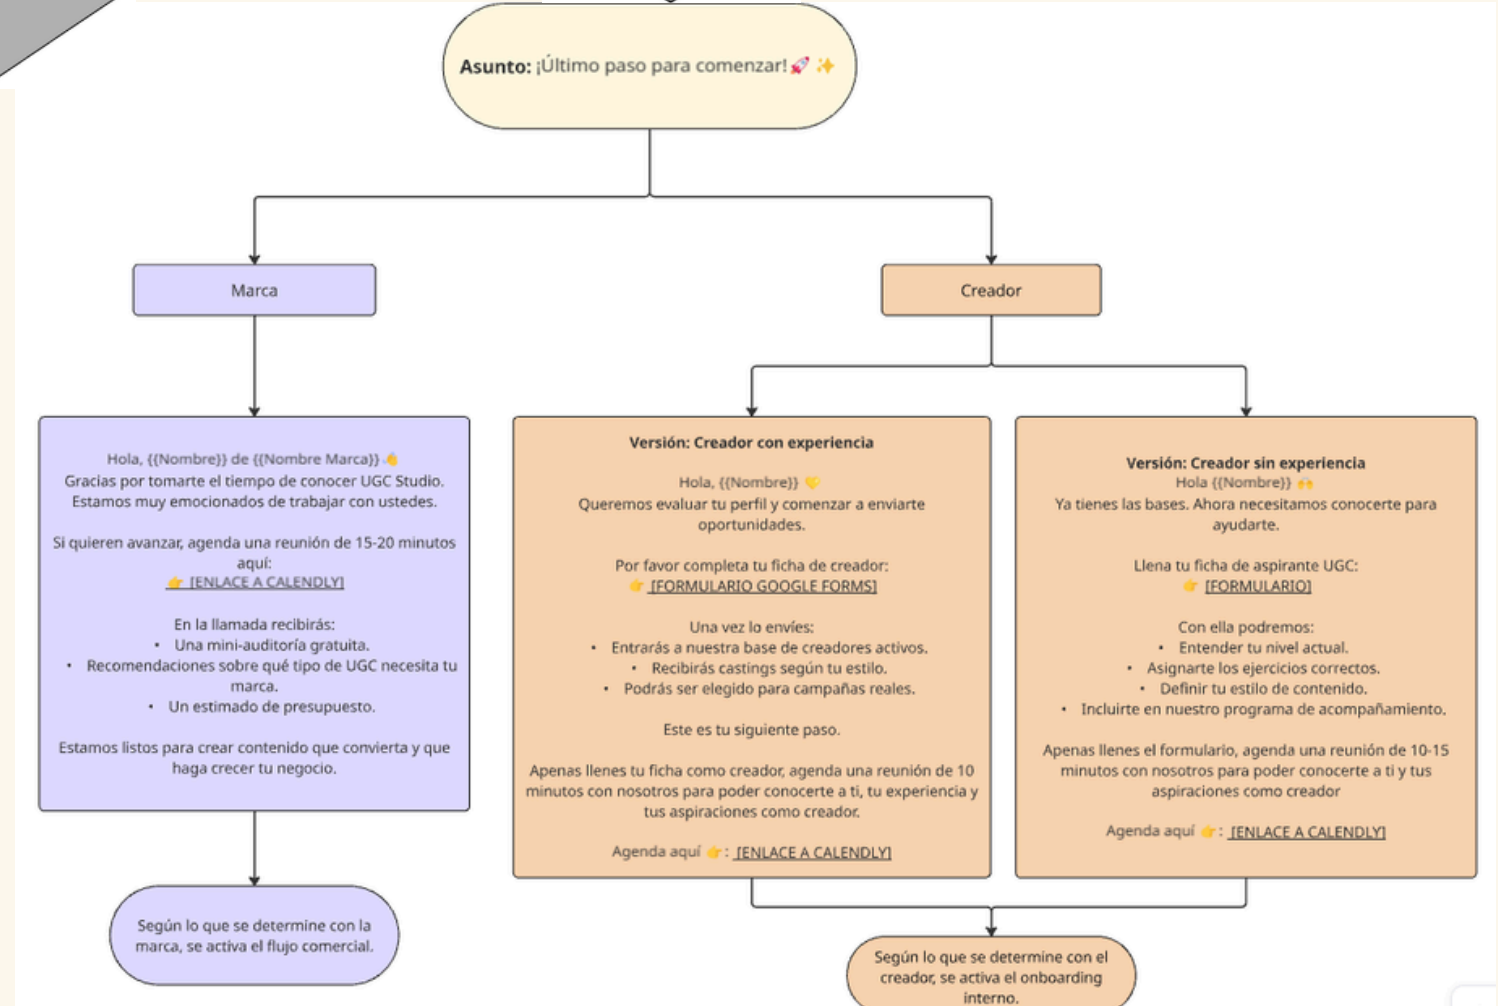 Asunto: ¡Último paso para comenzar!🚀 ✨
Marca
Creador
Hola, {{Nombre}} de {{Nombre Marca}} 👋
Gracias por tomarte el tiempo de conocer UGC Studio.
Estamos muy emocionados de trabajar con ustedes.
Si quieren avanzar, agenda una reunión de 15-20 minutos
aquí:
👉 [ENLACE A CALENDLY]
En la llamada recibirás:
• Una mini-auditoría gratuita.
• Recomendaciones sobre qué tipo de UGC necesita tu
marca.
• Un estimado de presupuesto.
Estamos listos para crear contenido que convierta y que
haga crecer tu negocio.
Según lo que se determine con la
marca, se activa el flujo comercial.
Versión: Creador con experiencia
Hola, {{Nombre}} 💛
Queremos evaluar tu perfil y comenzar a enviarte
oportunidades.
Por favor completa tu ficha de creador:
👉 [FORMULARIO GOOGLE FORMS]
Una vez lo envíes:
• Entrarás a nuestra base de creadores activos.
• Recibirás castings según tu estilo.
• Podrás ser elegido para campañas reales.
Este es tu siguiente paso.
Apenas llenes tu ficha como creador, agenda una reunión de 10
minutos con nosotros para poder conocerte a ti, tu experiencia y
tus aspiraciones como creador.
Agenda aquí 👉: [ENLACE A CALENDLY]
Versión: Creador sin experiencia
Hola {{Nombre}} 🙌
Ya tienes las bases. Ahora necesitamos conocerte para
ayudarte.
Llena tu ficha de aspirante UGC:
👉 [FORMULARIO]
Con ella podremos:
• Entender tu nivel actual.
• Asignarte los ejercicios correctos.
• Definir tu estilo de contenido.
• Incluirte en nuestro programa de acompañamiento.
Apenas llenes el formulario, agenda una reunión de 10-15
minutos con nosotros para poder conocerte a ti y tus
aspiraciones como creador
Agenda aquí 👉: [ENLACE A CALENDLY]
Según lo que se determine con el
creador, se activa el onboarding
interno.